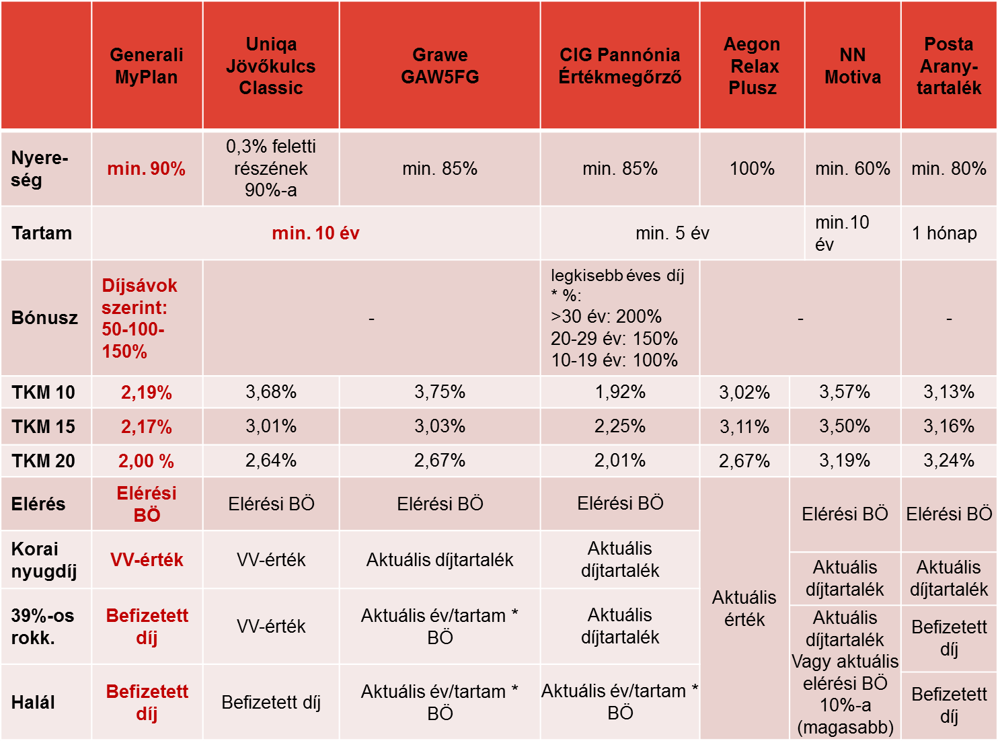 Generali
MyPlan
Uniqa
Jövőkulcs
Classic
Grawe
GAW5FG
CIG Pannónia
Értékmegőrző
Aegon
Relax
Plusz
NN
Motiva
Posta
Arany-
tartalék
Nyere-
ség
min. 90%
0,3% feletti
részének
90%-a
min. 85%
min. 85%
100%
min. 60%
min. 80%
Tartam
min. 10 év
min. 5 év
min.10
év
1 hónap
Bónusz
Díjsávok
szerint:
50-100-
150%
-
legkisebb éves díj
* %:
>30 év: 200%
20-29 év: 150%
10-19 év: 100%
-
-
TKM 10
2,19%
3,68%
3,75%
1,92%
3,02%
3,57%
3,13%
TKM 15
2,17%
3,01%
3,03%
2,25%
3,11%
3,50%
3,16%
TKM 20
2,00 %
2,64%
2,67%
2,01%
2,67%
3,19%
3,24%
Elérés
Elérési
BÖ
Elérési BÖ
Elérési BÖ
Elérési BÖ
Aktuális
érték
Elérési BÖ
Elérési BÖ
Korai
nyugdíj
VV-érték
VV-érték
Aktuális díjtartalék
Aktuális
díjtartalék
Aktuális
díjtartalék
Aktuális
díjtartalék
39%-os
rokk.
Befizetett
díj
VV-érték
Aktuális év/tartam *
BÖ
Aktuális
díjtartalék
Aktuális
díjtartalék
Vagy aktuális
elérési BÖ
10%-a
(magasabb)
Befizetett
díj
Halál
Befizetett
díj
Befizetett díj
Aktuális év/tartam *
BÖ
Aktuális év/tartam *
BÖ
Befizetett
díj